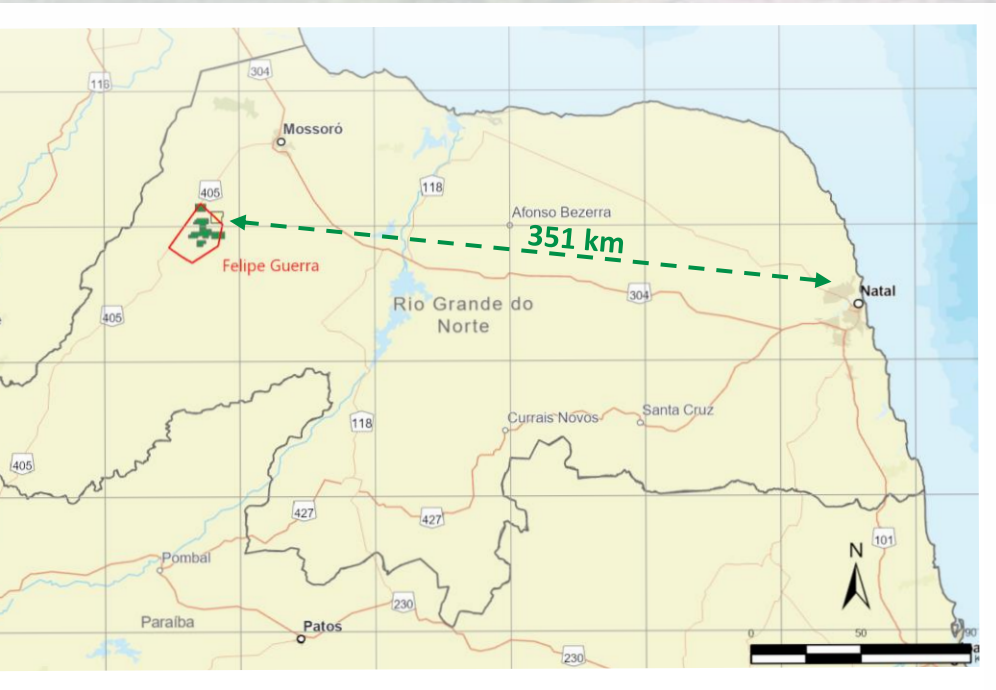 116
304
Mossoró
405
118
Afonso Bezerra
351 km
Felipe Guerra
Natal
304
Rio Grande do
Norte
405
Currais Novos
Santa Cruz
118
405
427
427
101
N
Pombal
230
Paraíba
Patos
0
50
90
230